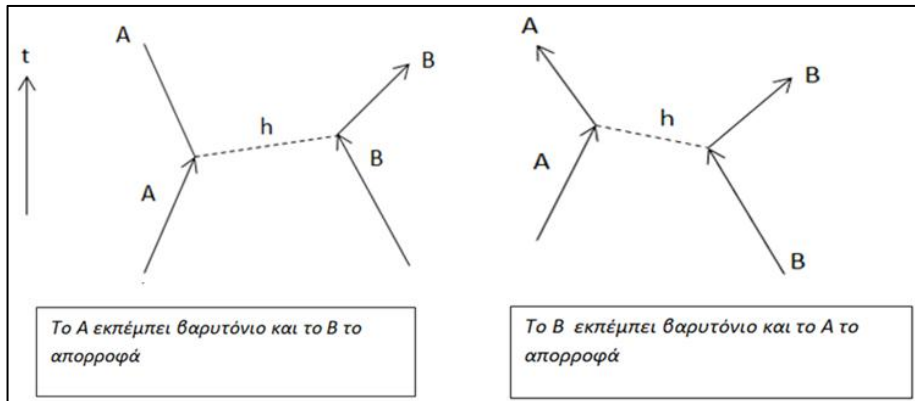 A
t
B
h
A
B
Το Α εκπέμπει βαρυτόνιο και το Β το
απορροφά
A
B
h
A
B
Το Β εκπέμπει βαρυτόνιο και το Α το
απορροφά